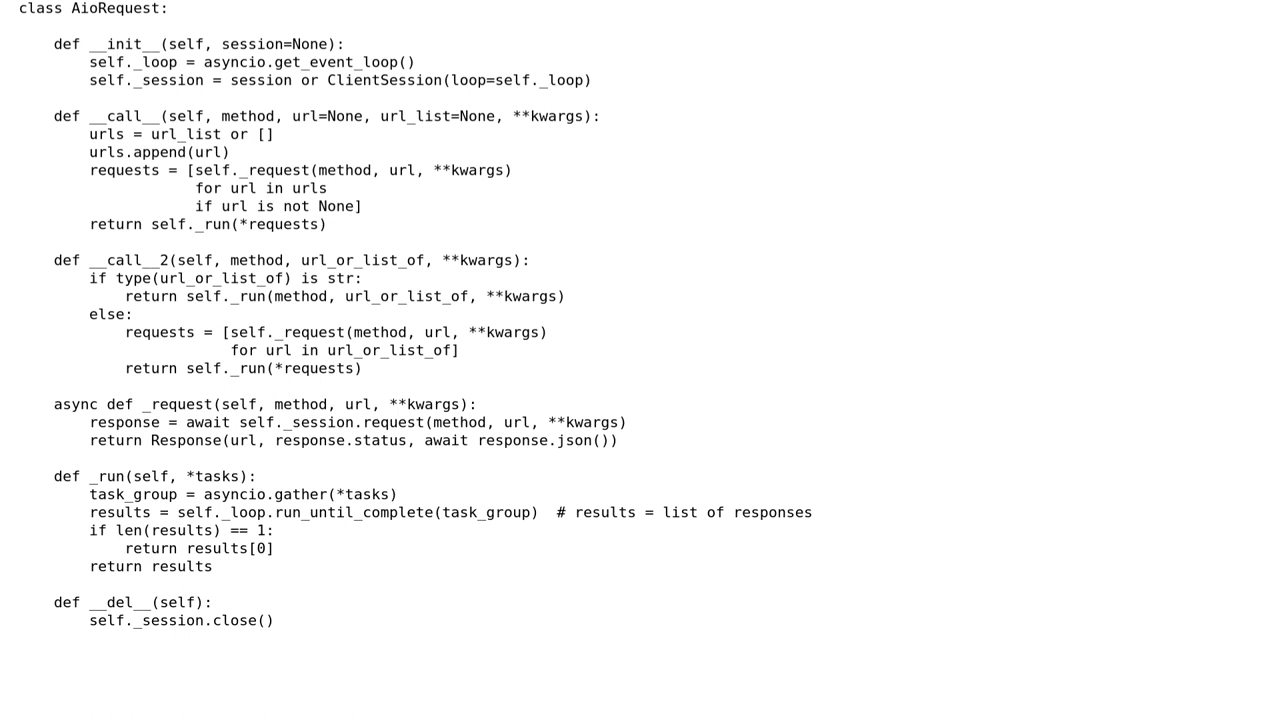 class AioRequest:

    def __init__(self, session=None):
        self._loop = asyncio.get_event_loop()
        self._session = session or ClientSession(loop=self._loop)

    def __call__(self, method, url=None, url_list=None, **kwargs):
        urls = url_list or []
        urls.append(url)
        requests = [self._request(method, url, **kwargs)
                    for url in urls
                    if url is not None]
        return self._run(*requests)

    def __call__2(self, method, url_or_list_of, **kwargs):
        if type(url_or_list_of) is str:
            return self._run(method, url_or_list_of, **kwargs)
        else:
            requests = [self._request(method, url, **kwargs)
                        for url in url_or_list_of]
            return self._run(*requests)

    async def _request(self, method, url, **kwargs):
        response = await self._session.request(method, url, **kwargs)
        return Response(url, response.status, await response.json())

    def _run(self, *tasks):
        task_group = asyncio.gather(*tasks)
        results = self._loop.run_until_complete(task_group)  # results = list of responses
        if len(results) == 1:
            return results[0]
        return results

    def __del__(self):
        self._session.close()